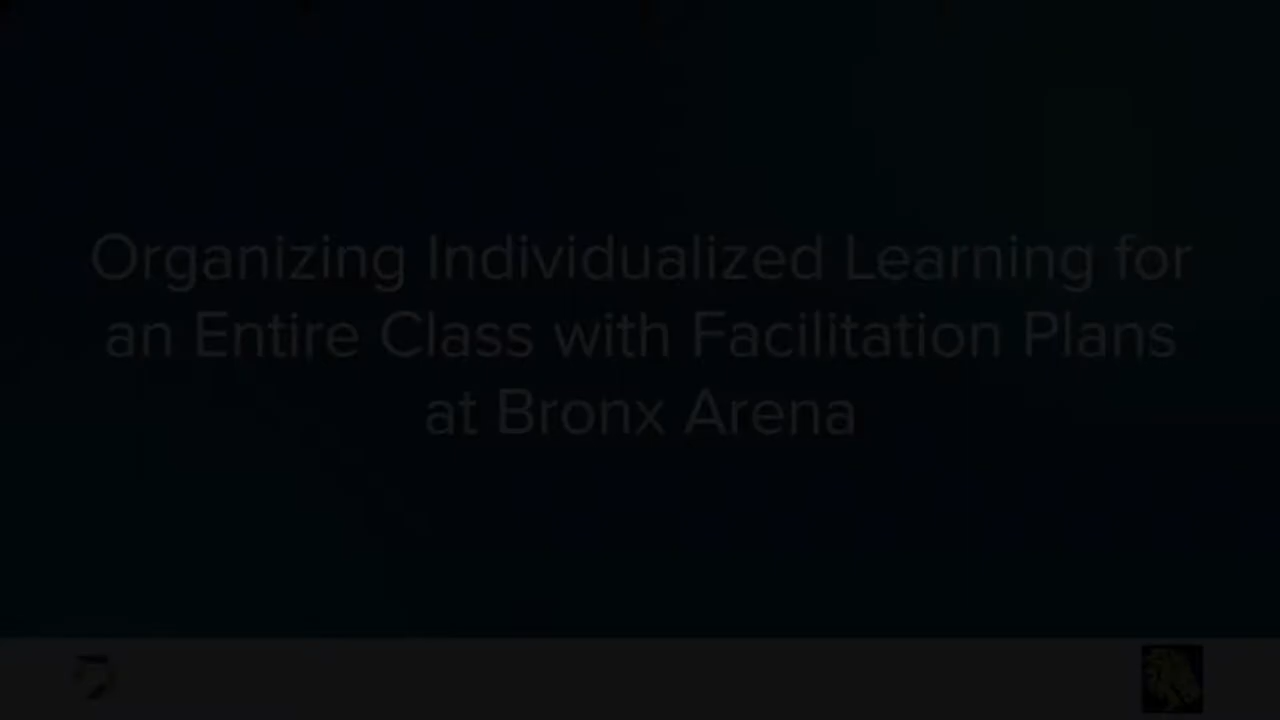 Organizing Individualized Learning for
an Entire Class with Facilitation Plans
at Bronx Arena